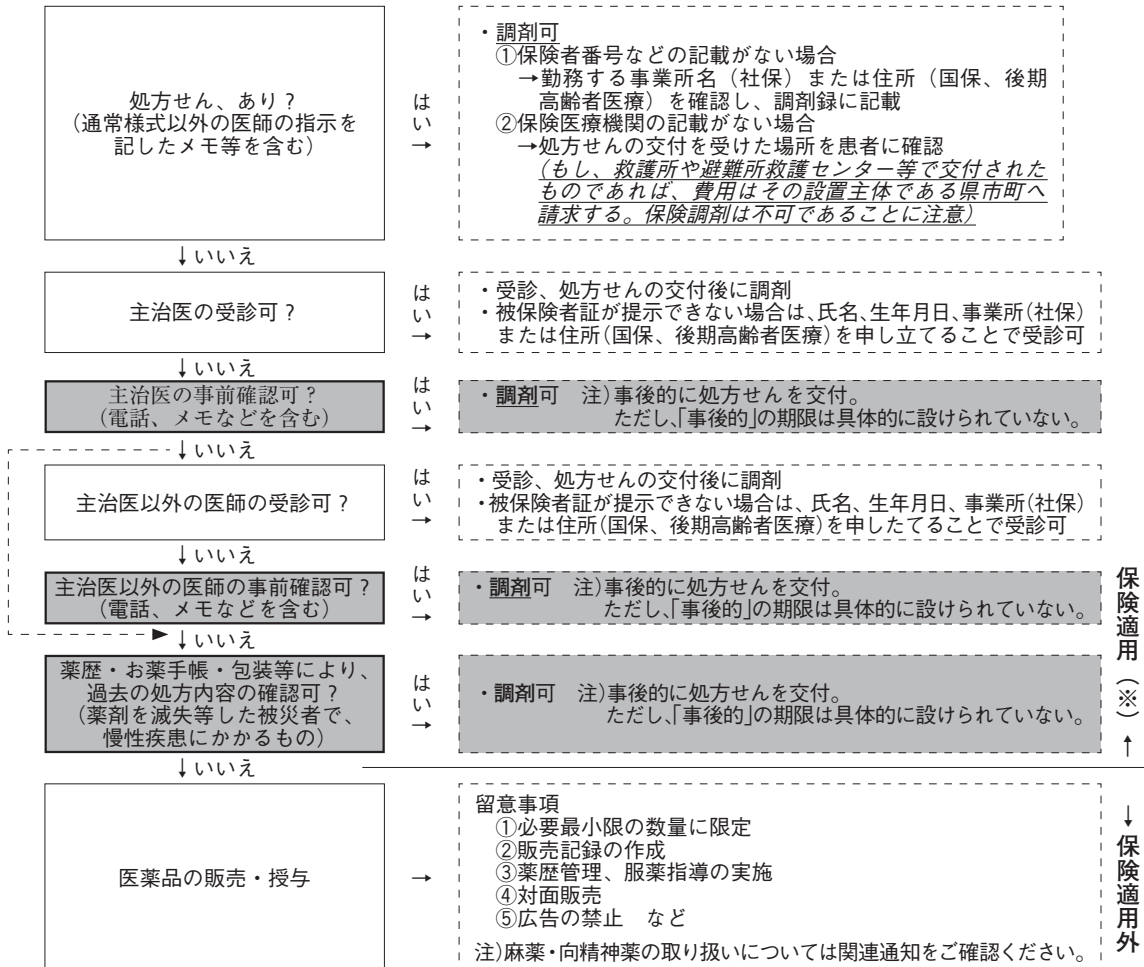 処方せん、あり？
（通常様式以外の医師の指示を
記したメモ等を含む）
はい→
・調剤可
①保険者番号などの記載がない場合
→勤務する事業所名（社保）または住所（国保、後期
高齢者医療）を確認し、調剤録に記載
②保険医療機関の記載がない場合
→処方せんの交付を受けた場所を患者に確認
（もし、救護所や避難所救護センター等で交付された
ものであれば、費用はその設置主体である県市町へ
請求する。保険調剤は不可であることに注意）
↓いいえ
主治医の受診可？
はい→
・受診、処方せんの交付後に調剤
・被保険者証が提示できない場合は、氏名、生年月日、事業所（社保）
または住所（国保、後期高齢者医療）を申し立てることで受診可
↓いいえ
主治医の事前確認可？
（電話、メモなどを含む）
はい→
・調剤可　注）事後的に処方せんを交付。
ただし、「事後的」の期限は具体的に設けられていない。
↓いいえ
主治医以外の医師の受診可？
はい→
・受診、処方せんの交付後に調剤
・被保険者証が提示できない場合は、氏名、生年月日、事業所（社保）
または住所（国保、後期高齢者医療）を申したてることで受診可
↓いいえ
主治医以外の医師の事前確認可？
（電話、メモなどを含む）
はい→
・調剤可　注）事後的に処方せんを交付。
ただし、「事後的」の期限は具体的に設けられていない。
↓いいえ
薬歴・お薬手帳・包装等により、
過去の処方内容の確認可？
（薬剤を滅失等した被災者で、
慢性疾患にかかるもの）
はい→
・調剤可　注）事後的に処方せんを交付。
ただし、「事後的」の期限は具体的に設けられていない。
保険適用（※）↑
↓いいえ
医薬品の販売・授与
→
留意事項
①必要最小限の数量に限定
②販売記録の作成
③薬歴管理、服薬指導の実施
④対面販売
⑤広告の禁止　など
注）麻薬・向精神薬の取り扱いについては関連通知をご確認ください。
↓保険適用外